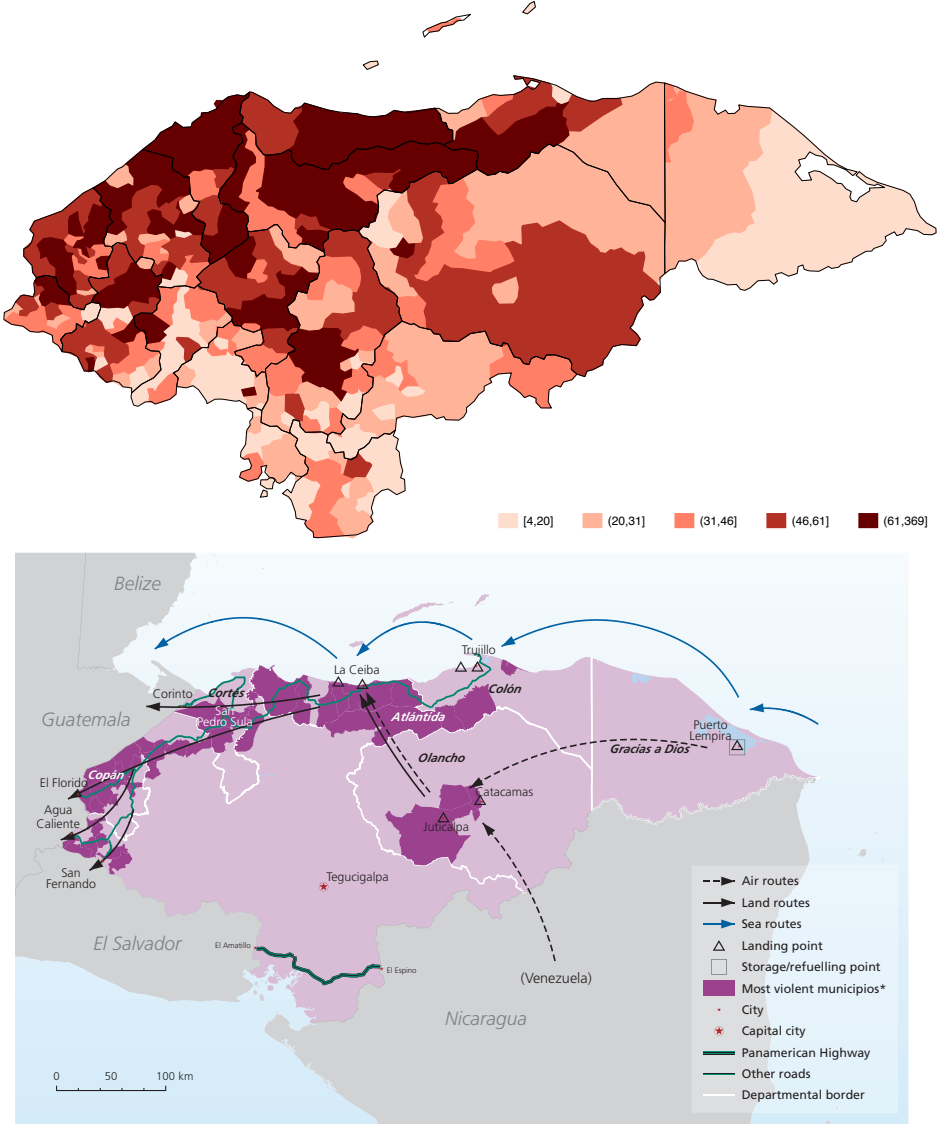 [4,20]
(20,31]
(31,46]
(46,61]
(61,369]
Belize
Trujillo
La Ceiba
Corinto
Cortés
Colón
Guatemala
San
Pedro Sula
Atlántida
Puerto
Lempira
Olancho
Gracias a Dios
Copán
El Florido
Catacamas
Agua
Caliente
Juticalpa
San
Fernando
Tegucigalpa
El Salvador
El Amatillo
El Espino
(Venezuela)
Nicaragua
Air routes
Land routes
Sea routes
Landing point
Storage/refuelling point
Most violent municipios*
City
Capital city
Panamerican Highway
Other roads
Departmental border
0 50 100 km